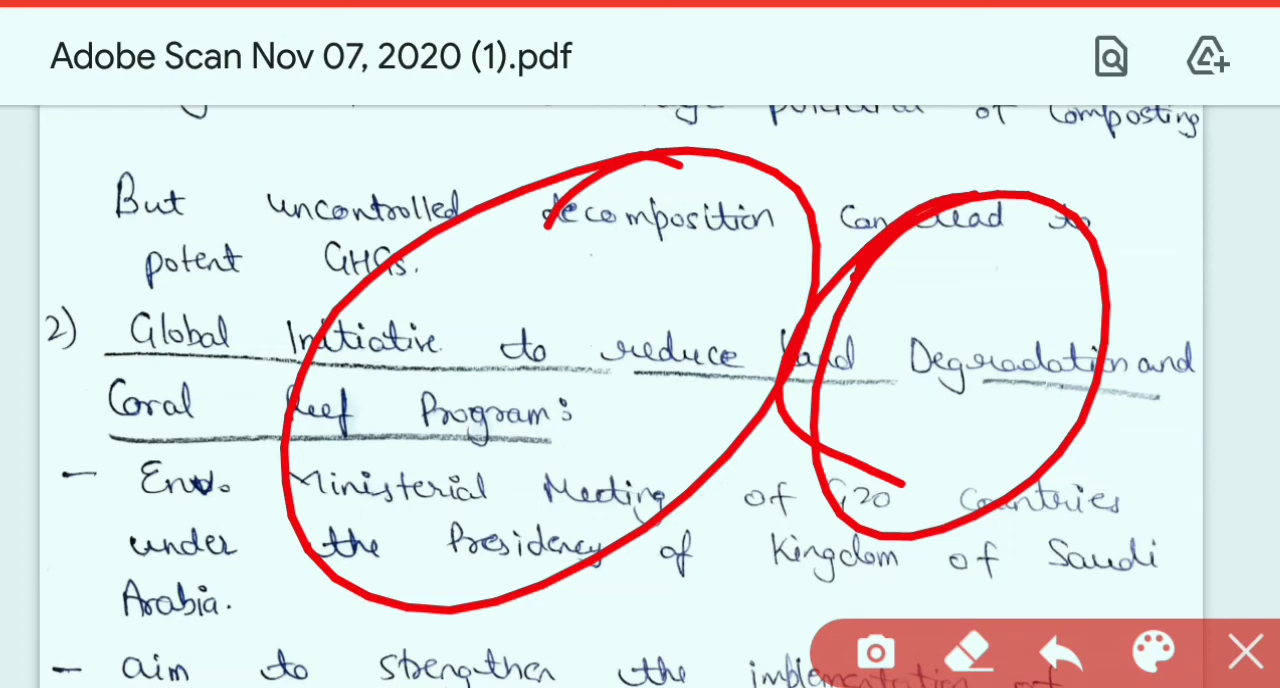 Adobe Scan Nov 07, 2020 (1).pdf
of Composting
But uncontrolled decomposition can lead to
potent GHGs.
2) Global Initiative to reduce land Degradation and
Coral Reef Program:
- Env. Ministerial Meeting of G20 Countries
under the Presidency of Kingdom of Saudi
Arabia.
- aim to strengthen the implementation of